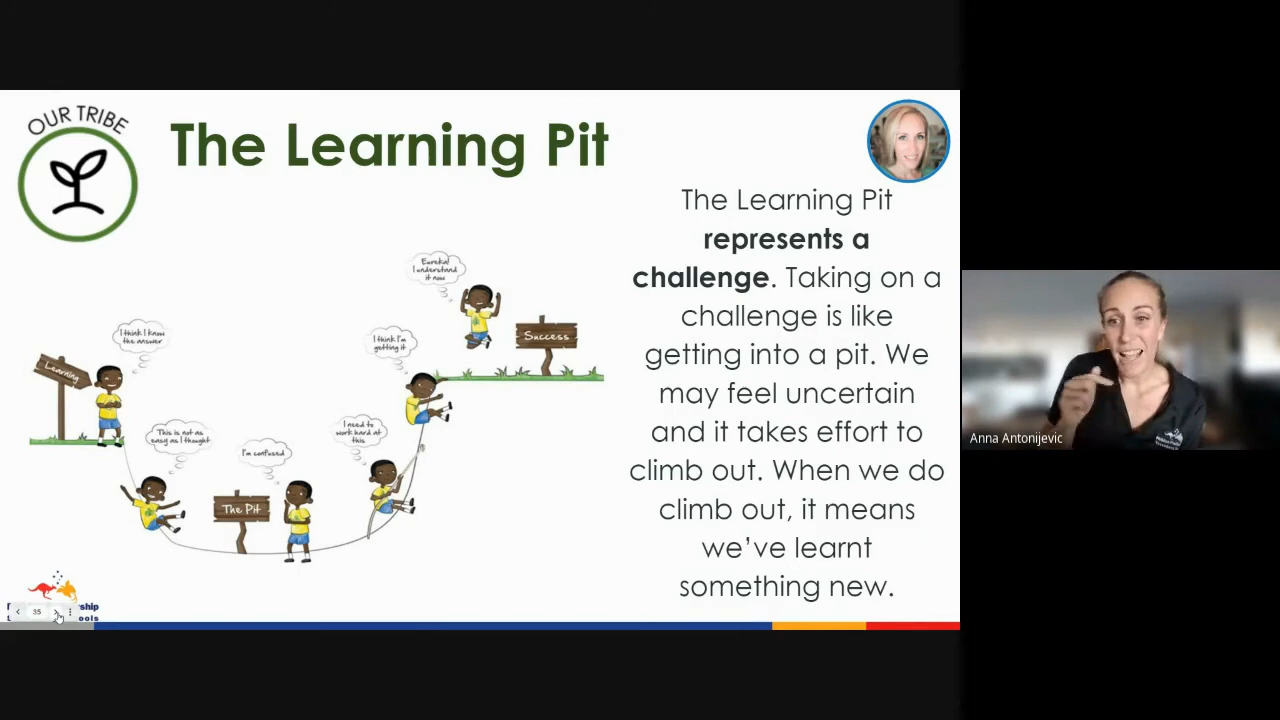 OUR TRIBE
The Learning Pit
The Learning Pit
represents a
challenge. Taking on a
challenge is like
getting into a pit. We
may feel uncertain
and it takes effort to
climb out. When we do
climb out, it means
we've learnt
something new.
Eureka!
I understand
it now
Success
I think I know
the answer
I think I'm
getting it
Learning
This is not as
easy as I thought
I'm confused
I need to
work hard at
this
The Pit
35
Anna Antonijevic